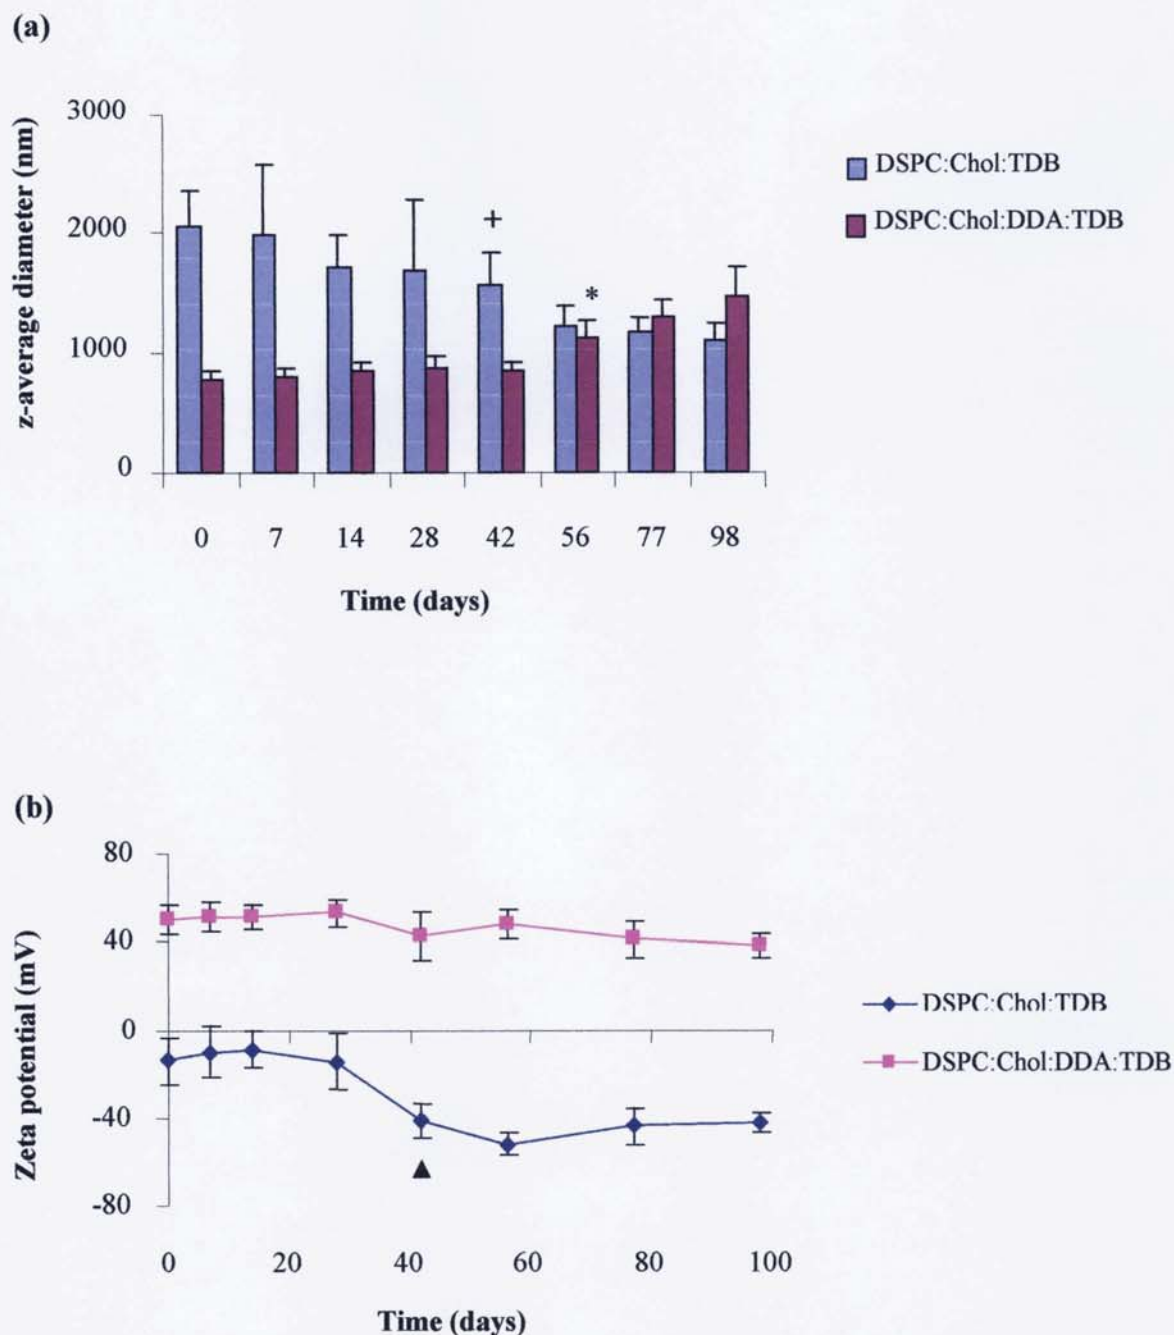 (a)
z-average diameter (nm)
3000
2000
1000
0
+
*
0 7 14 28 42 56 77 98
Time (days)
DSPC:Chol:TDB
DSPC:Chol:DDA:TDB
(b)
Zeta potential (mV)
80
40
0
-40
-80
0 20 40 60 80 100
Time (days)
DSPC:Chol:TDB
DSPC:Chol:DDA:TDB